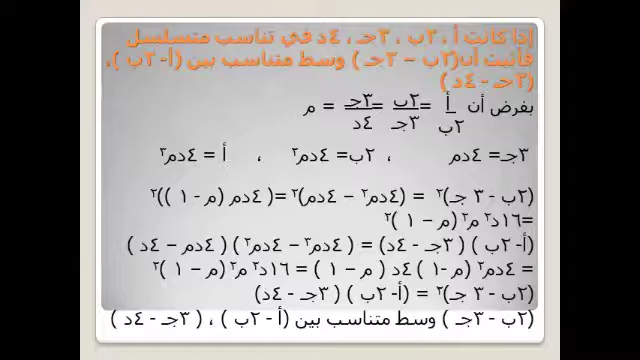 إذا كانت أ ، ٢ب ، ٣جـ ، ٤د في تناسب متسلسل
فأثبت أن(٢ب – ٣جـ ) وسط متناسب بين (أ- ٢ب ) ،
(٣جـ - ٤د )
بفرض أن أ/٢ب = ٢ب/٣جـ = ٣جـ/٤د = م
٣جـ= ٤دم ، ٢ب= ٤دم٢ ، أ = ٤دم٣
(٢ب - ٣ جـ)٢ = (٤دم٢ – ٤دم)٢ =( ٤دم (م - ١ ))٢
=١٦د٢ م٢ (م – ١ )٢
(أ- ٢ب ) ( ٣جـ - ٤د) = ( ٤دم٣ – ٤دم٢ ) ( ٤دم – ٤د )
= ٤دم٢ (م -١ ) ٤د ( م – ١ ) = ١٦د٢ م٢ (م – ١ )٢
(٢ب - ٣ جـ)٢ = (أ- ٢ب ) ( ٣جـ - ٤د)
(٢ب - ٣جـ ) وسط متناسب بين (أ - ٢ب ) ، ( ٣جـ - ٤د )